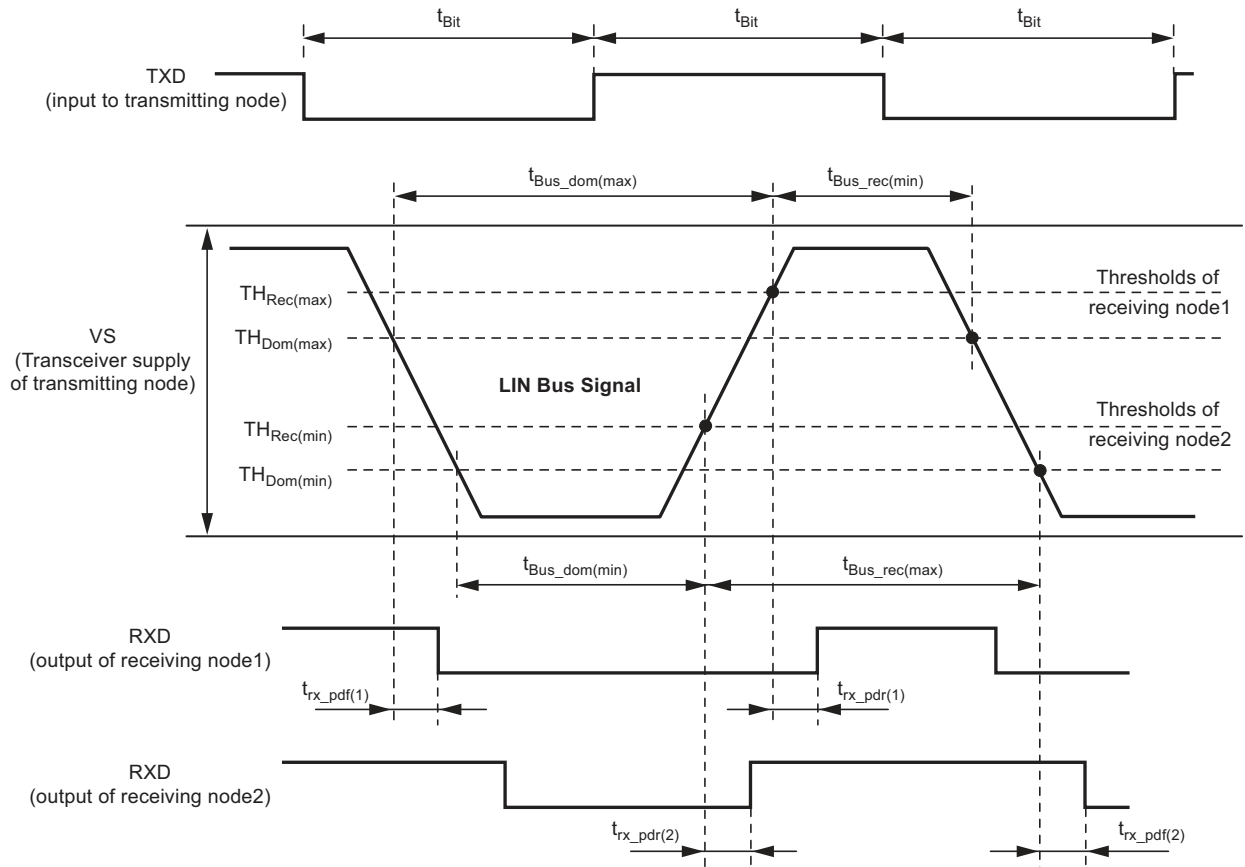 tBit tBit tBit
TXD
(input to transmitting node)
tBus_dom(max) tBus_rec(min)
THRec(max)
Thresholds of
receiving node1
THDom(max)
VS
(Transceiver supply
of transmitting node)
LIN Bus Signal
THRec(min)
Thresholds of
receiving node2
THDom(min)
tBus_dom(min) tBus_rec(max)
RXD
(output of receiving node1)
trx_pdf(1) trx_pdr(1)
RXD
(output of receiving node2)
trx_pdr(2) trx_pdf(2)